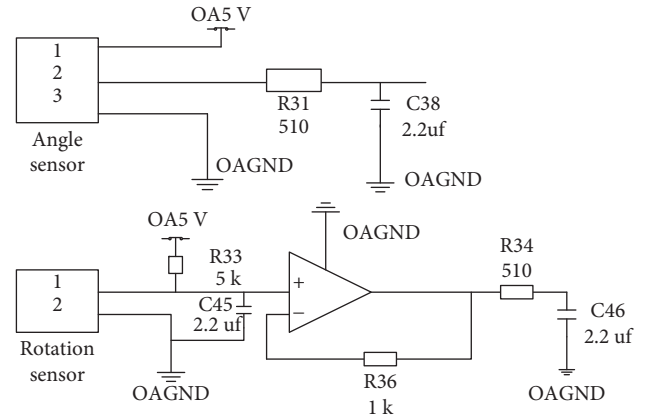 OA5 V
1
2
3
Angle
sensor
R31
510
C38
2.2uf
OAGND
OAGND
OA5 V
R33
5 k
OAGND
R34
510
1
2
C45
2.2 uf
+
−
C46
2.2 uf
Rotation
sensor
OAGND
R36
1 k
OAGND